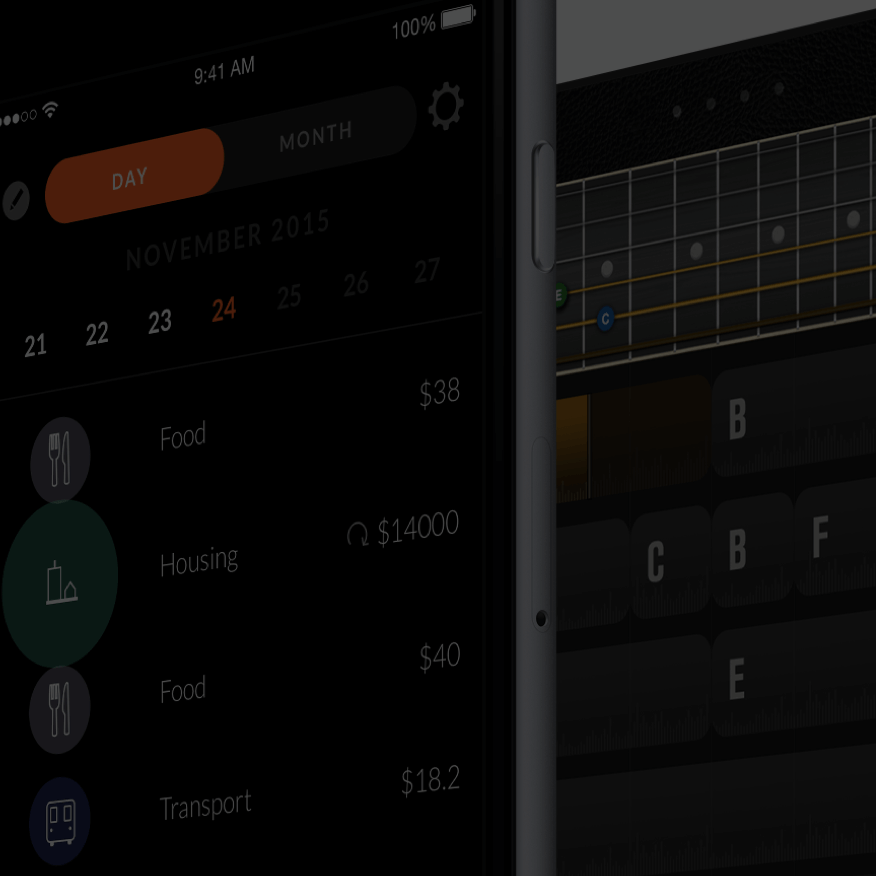 100%
9:41 AM
DAY
MONTH
NOVEMBER 2015
21 22 23 24 25 26 27
Food $38
Housing $14000
Food $40
Transport $18.2
E
C
B
C B F
E